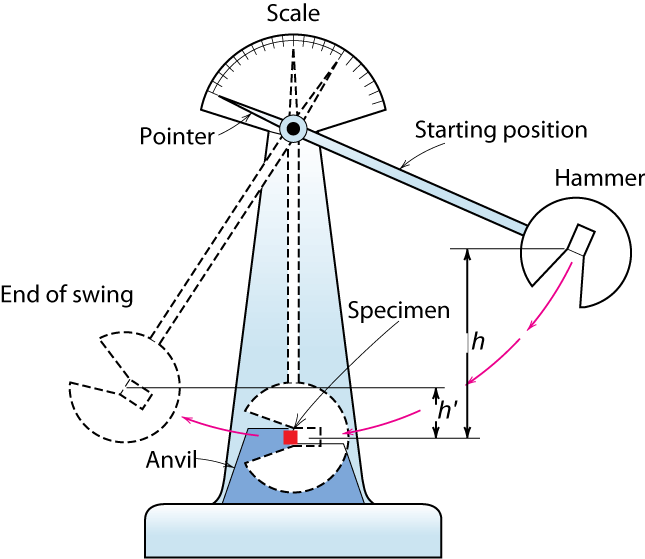 Scale
Pointer
Starting position
Hammer
End of swing
Specimen
h
h'
Anvil